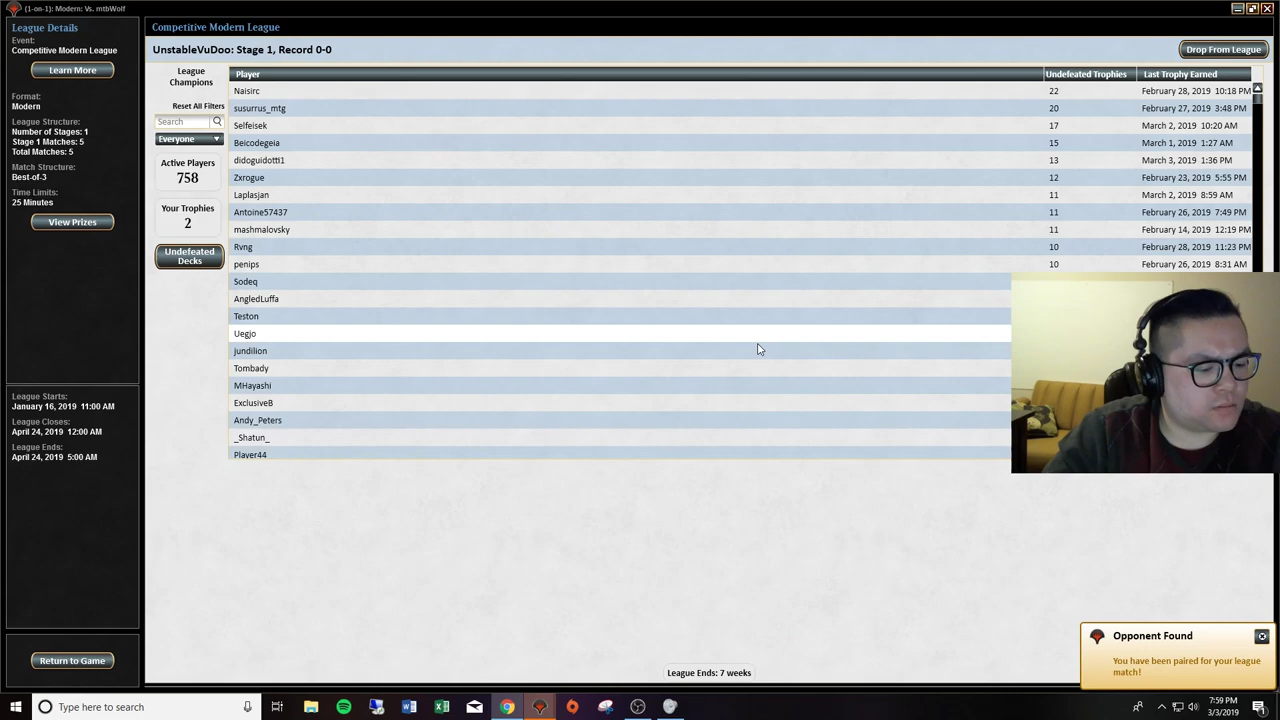 (1-on-1): Modern: Vs. mtbWolf
League Details
Event:
Competitive Modern League
Learn More
Format:
Modern
League Structure:
Number of Stages: 1
Stage 1 Matches: 5
Total Matches: 5
Match Structure:
Best-of-3
Time Limits:
25 Minutes
View Prizes
League Starts:
January 16, 2019 11:00 AM
League Closes:
April 24, 2019 12:00 AM
League Ends:
April 24, 2019 5:00 AM
Return to Game
Competitive Modern League
UnstableVuDoo: Stage 1, Record 0-0
Drop From League
League
Champions
Reset All Filters
Search
Everyone
Active Players
758
Your Trophies
2
Undefeated
Decks
Player Undefeated Trophies Last Trophy Earned
Naisirc 22 February 28, 2019 10:18 PM
susurrus_mtg 20 February 27, 2019 3:48 PM
Selfeisek 17 March 2, 2019 10:20 AM
Beicodegeia 15 March 1, 2019 1:27 AM
didoguidotti1 13 March 3, 2019 1:36 PM
Zxrogue 12 February 23, 2019 5:55 PM
Laplasjan 11 March 2, 2019 8:59 AM
Antoine57437 11 February 26, 2019 7:49 PM
mashmalovsky 11 February 14, 2019 12:19 PM
Rvng 10 February 28, 2019 11:23 PM
penips 10 February 26, 2019 8:31 AM
Sodeq
AngledLuffa
Teston
Uegjo
jundilion
Tombady
MHayashi
ExclusiveB
Andy_Peters
_Shatun_
Player44
League Ends: 7 weeks
Opponent Found
You have been paired for your league
match!
Type here to search
7:59 PM
3/3/2019